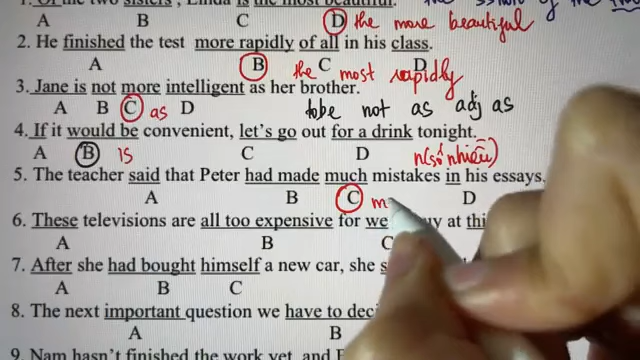 1. Of the two sisters, Linda is the most beautiful.
A B C D the more beautiful
2. He finished the test more rapidly of all in his class.
A B C D
the most rapidly
3. Jane is not more intelligent as her brother.
A B C as D tobe not as adj as
4. If it would be convenient, let's go out for a drink tonight.
A B is C D n(số nhiều)
5. The teacher said that Peter had made much mistakes in his essays.
A B C m D
6. These televisions are all too expensive for we
A B C
7. After she had bought himself a new car, she
A B C
8. The next important question we have to
A B
9. Nam hasn't finished the work yet, and